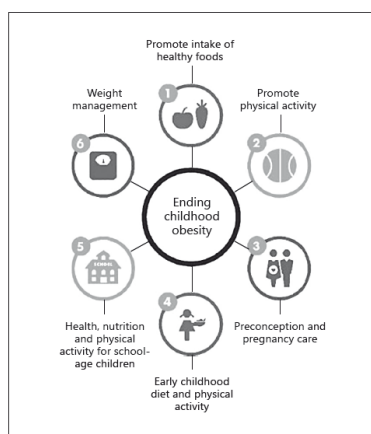 Promote intake of
healthy foods
1
Weight
management
6
Promote
physical activity
2
Ending
childhood
obesity
5
SCHOOL
3
4
Health, nutrition
and physical
activity for school-
age children
Preconception and
pregnancy care
Early childhood
diet and physical
activity